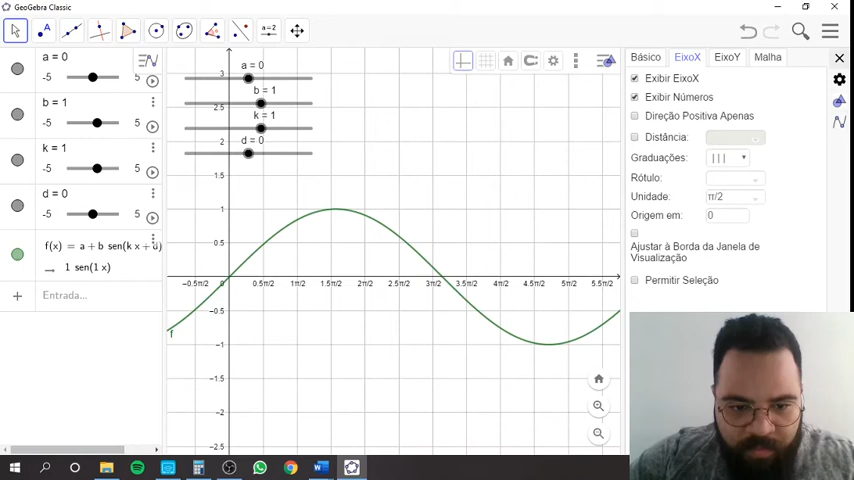 GeoGebra Classic
a=2
a = 0
-5
5
b = 1
-5
5
k = 1
-5
5
d = 0
-5
5
f(x) = a + b sen(k x + d)
→ 1 sen(1 x)
Entrada...
a = 0
b = 1
k = 1
d = 0
3
2.5
2
1.5
1
0.5
0
-0.5
-1
-1.5
-2
-2.5
-0.5π/2
0.5π/2
1π/2
1.5π/2
2π/2
2.5π/2
3π/2
3.5π/2
4π/2
4.5π/2
5π/2
5.5π/2
f
Básico
EixoX
EixoY
Malha
Exibir EixoX
Exibir Números
Direção Positiva Apenas
Distância:
Graduações:
Rótulo:
Unidade:
π/2
Origem em:
0
Ajustar à Borda da Janela de
Visualização
Permitir Seleção